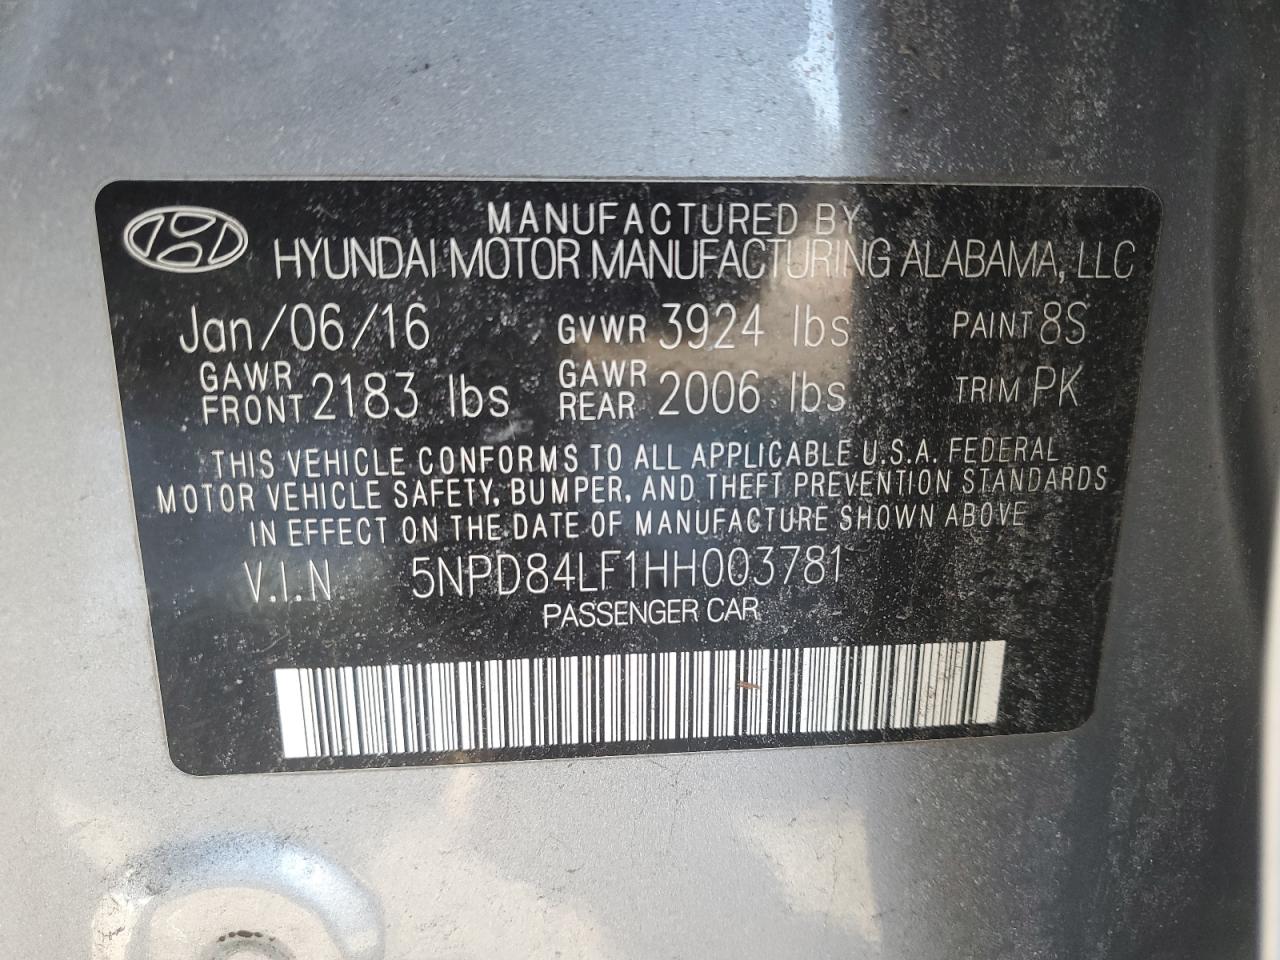 MANUFACTURED BY
HYUNDAI MOTOR MANUFACTURING ALABAMA, LLC
Jan/06/16 GVWR 3924 lbs PAINT 8S
GAWR FRONT 2183 lbs GAWR REAR 2006 lbs TRIM PK
THIS VEHICLE CONFORMS TO ALL APPLICABLE U.S.A. FEDERAL
MOTOR VEHICLE SAFETY, BUMPER, AND THEFT PREVENTION STANDARDS
IN EFFECT ON THE DATE OF MANUFACTURE SHOWN ABOVE
V.I.N 5NPD84LF1HH003781
PASSENGER CAR